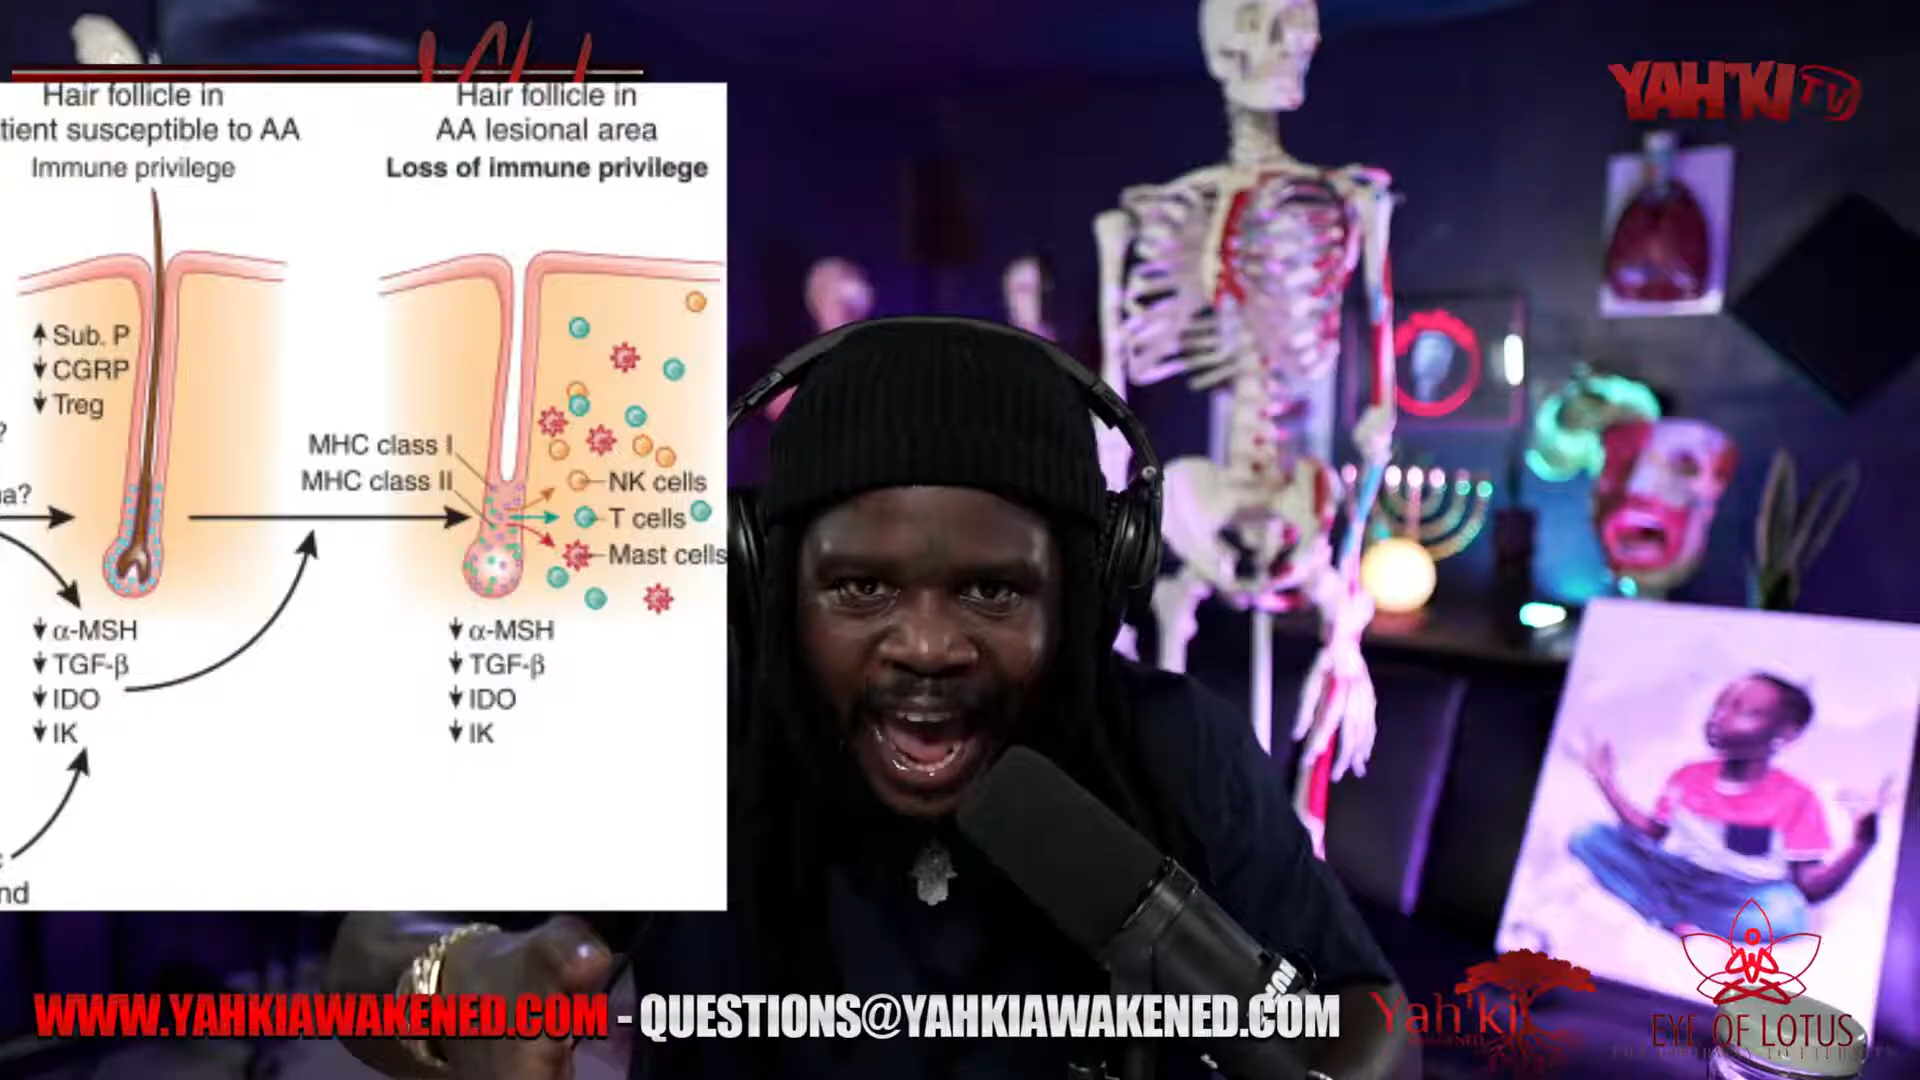 YAH'KI TV
Hair follicle in
tient susceptible to AA
Immune privilege
Hair follicle in
AA lesional area
Loss of immune privilege
Sub. P
CGRP
Treg
?
a?
MHC class I
MHC class II
NK cells
T cells
Mast cells
α-MSH
TGF-β
IDO
IK
α-MSH
TGF-β
IDO
IK
nd
WWW.YAHKIAWAKENED.COM - QUESTIONS@YAHKIAWAKENED.COM
Yah'ki
EYE OF LOTUS